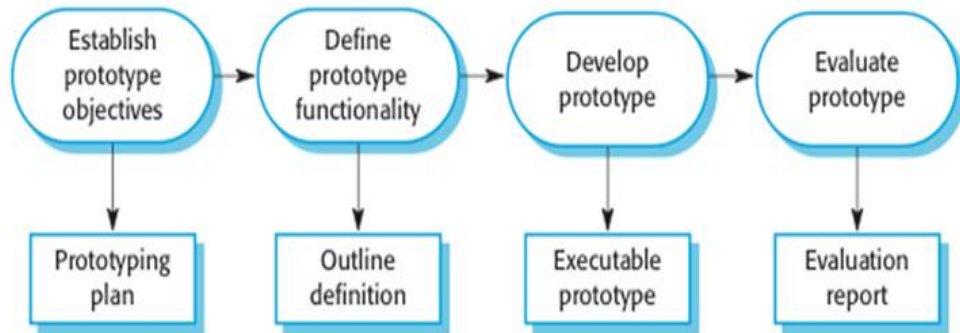 Establish
prototype
objectives
Define
prototype
functionality
Develop
prototype
Evaluate
prototype
Prototyping
plan
Outline
definition
Executable
prototype
Evaluation
report